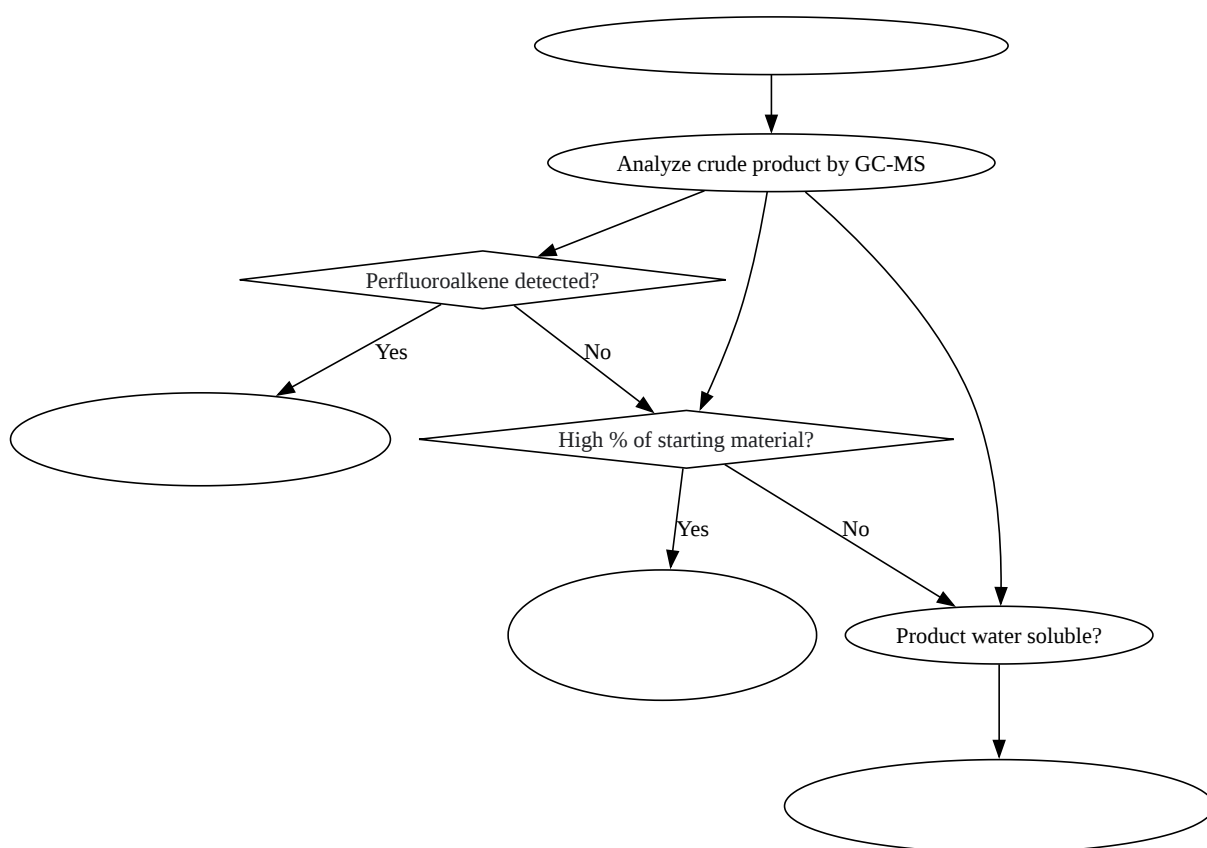 Analyze crude product by GC-MS
Perfluoroalkene detected?
Yes
No
High % of starting material?
Yes
No
Product water soluble?